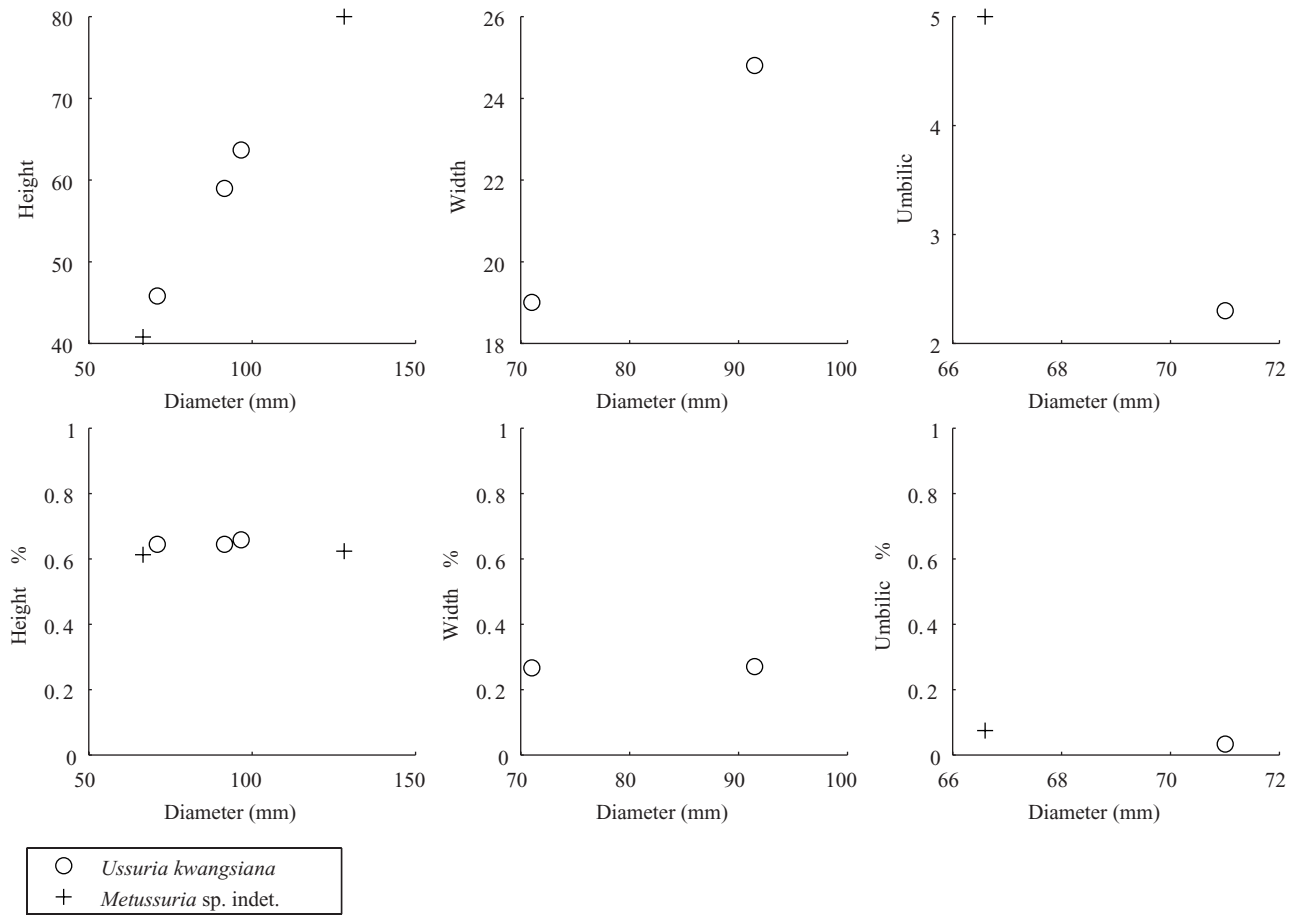 80
70
60
50
40
Height
50 100 150
Diameter (mm)
26
24
22
20
18
Width
70 80 90 100
Diameter (mm)
5
4
3
2
Umbilic
66 68 70 72
Diameter (mm)
1
0.8
0.6
0.4
0.2
0
Height %
50 100 150
Diameter (mm)
1
0.8
0.6
0.4
0.2
0
Width %
70 80 90 100
Diameter (mm)
1
0.8
0.6
0.4
0.2
0
Umbilic %
66 68 70 72
Diameter (mm)
Ussuria kwangsiana
Metussuria sp. indet.